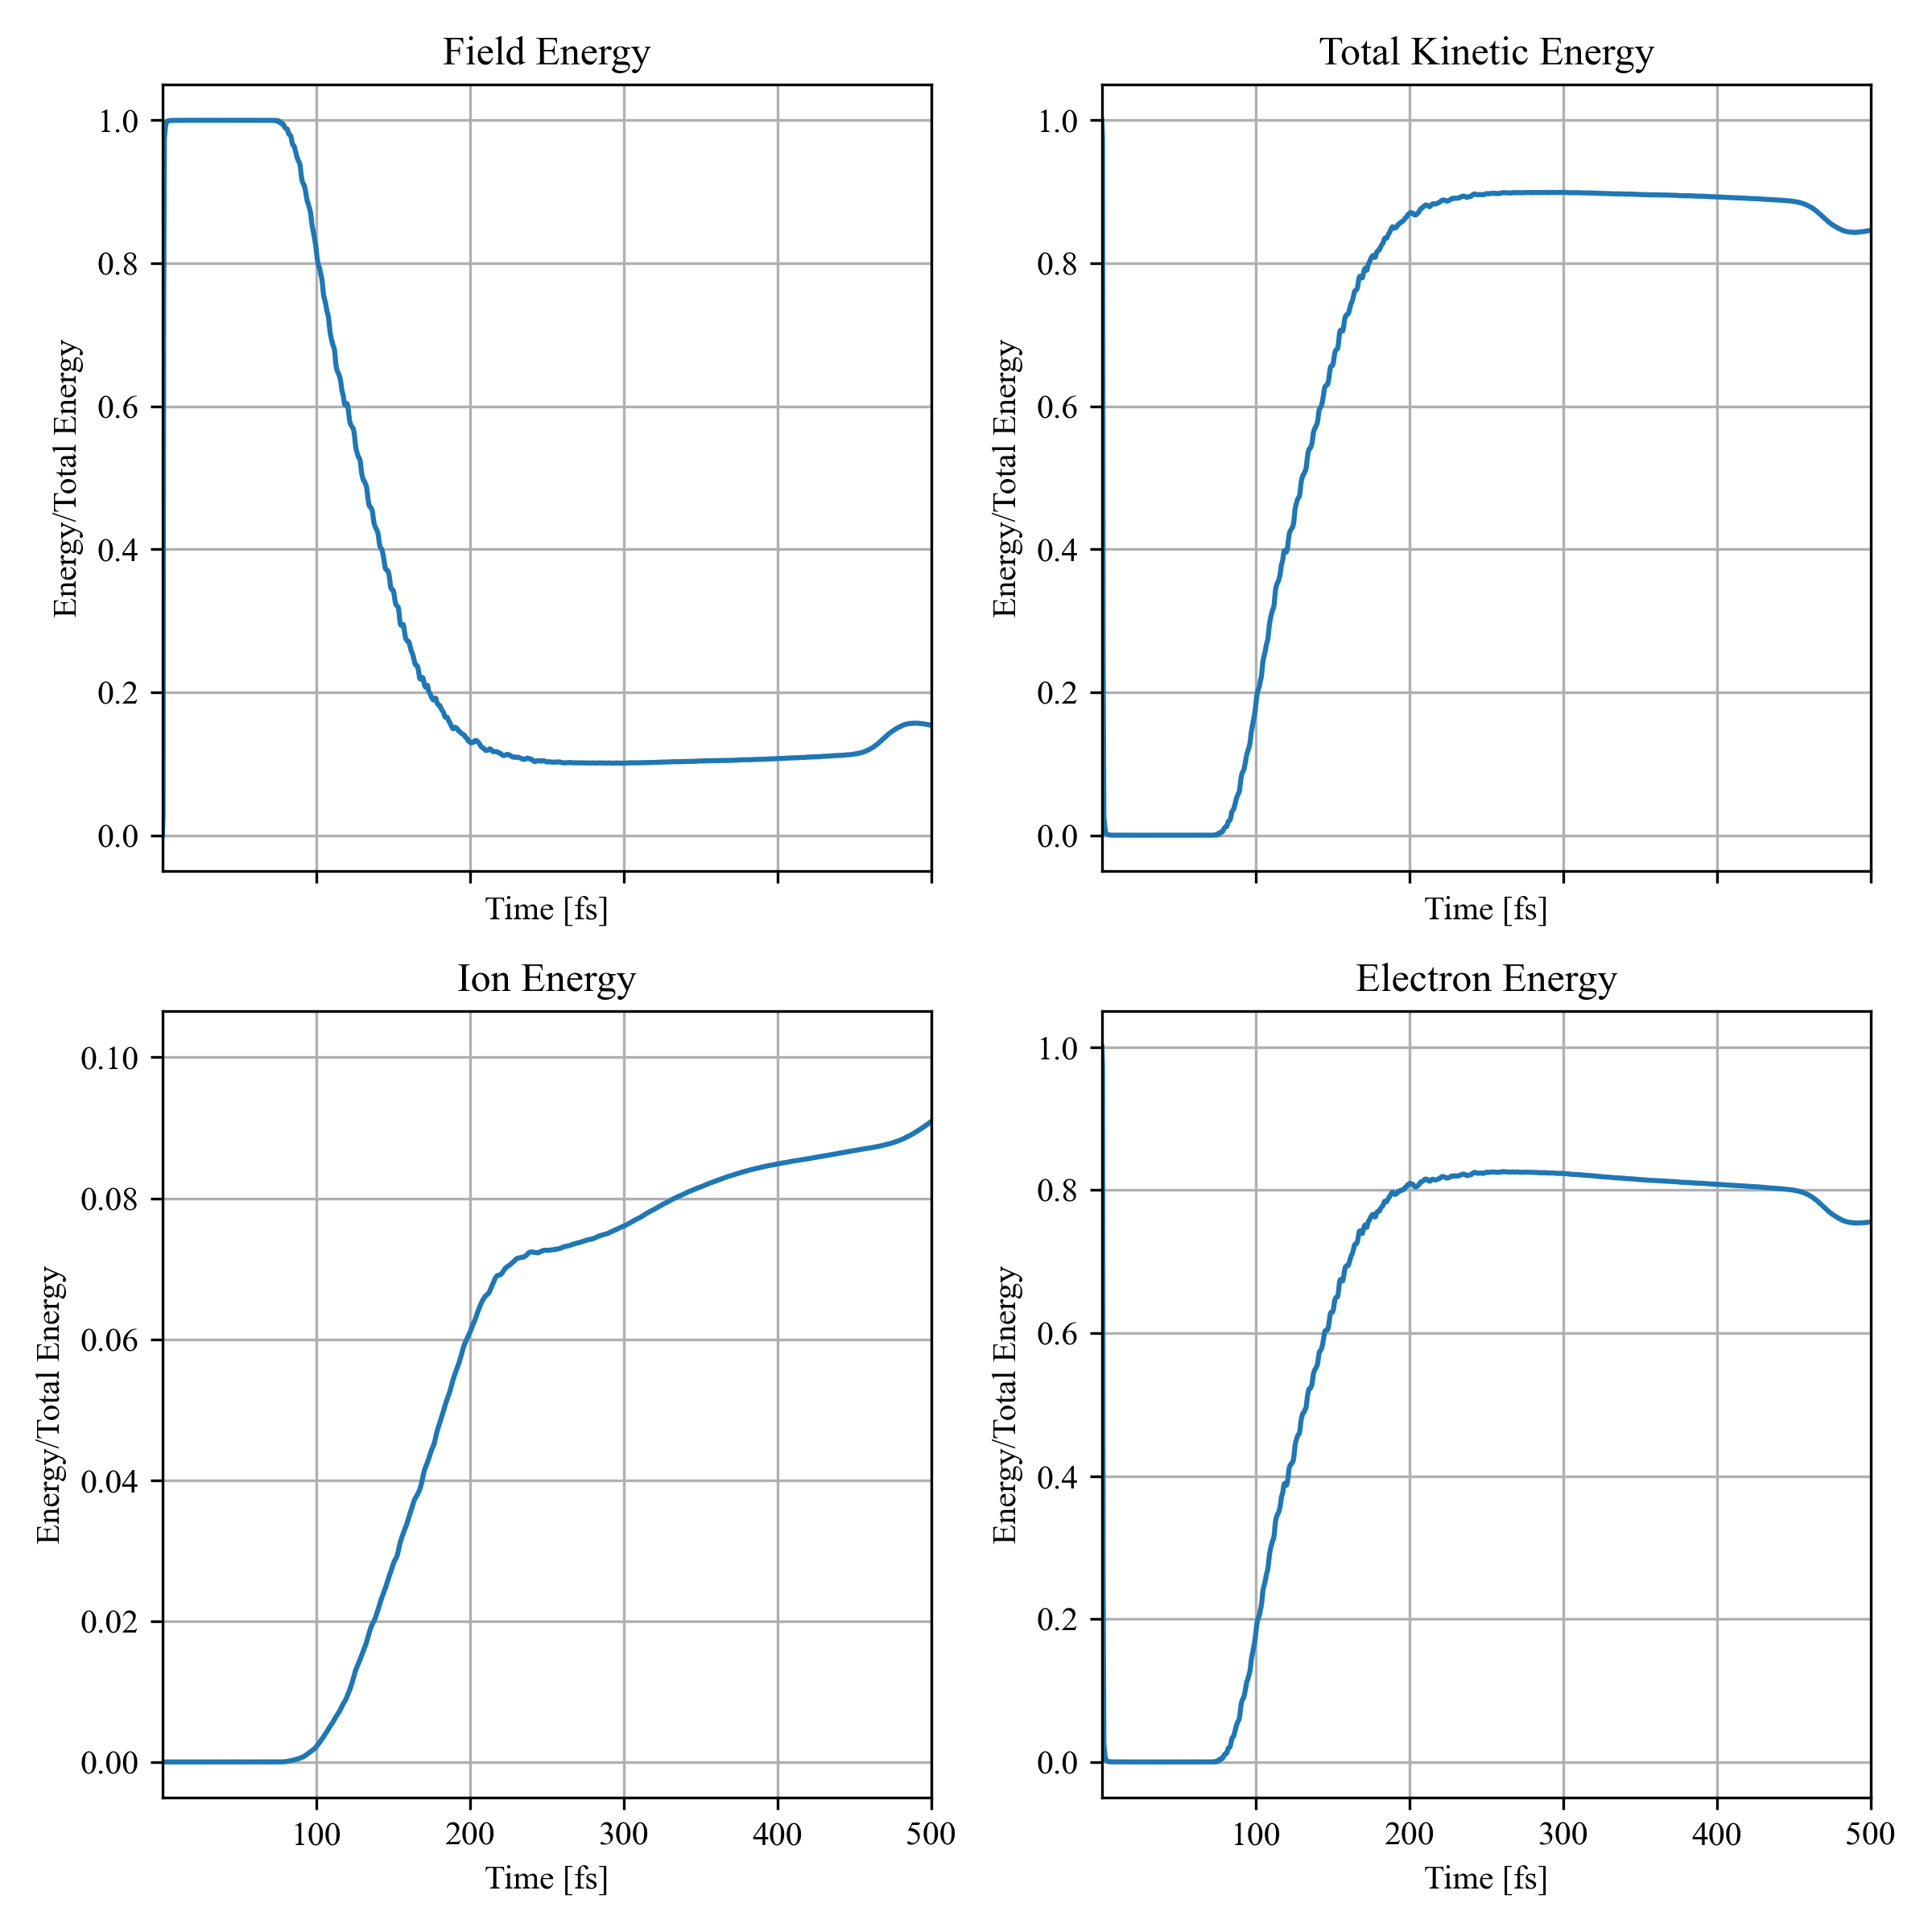 Field Energy
Energy/Total Energy
1.0
0.8
0.6
0.4
0.2
0.0
Time [fs]
Total Kinetic Energy
Energy/Total Energy
1.0
0.8
0.6
0.4
0.2
0.0
Time [fs]
Ion Energy
Energy/Total Energy
0.10
0.08
0.06
0.04
0.02
0.00
100 200 300 400 500
Time [fs]
Electron Energy
Energy/Total Energy
1.0
0.8
0.6
0.4
0.2
0.0
100 200 300 400 500
Time [fs]